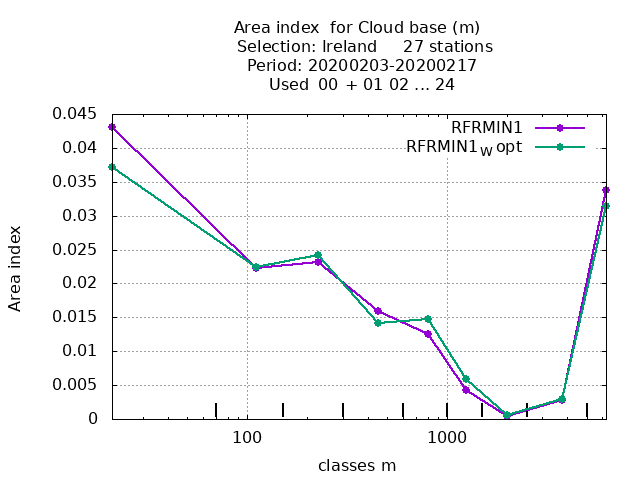 Area index  for Cloud base (m)
Selection: Ireland     27 stations
Period: 20200203-20200217
Used  00 + 01 02 ... 24
RFRMIN1
RFRMIN1W opt
0.045
0.04
0.035
0.03
0.025
0.02
0.015
0.01
0.005
0
Area index
100
1000
classes m